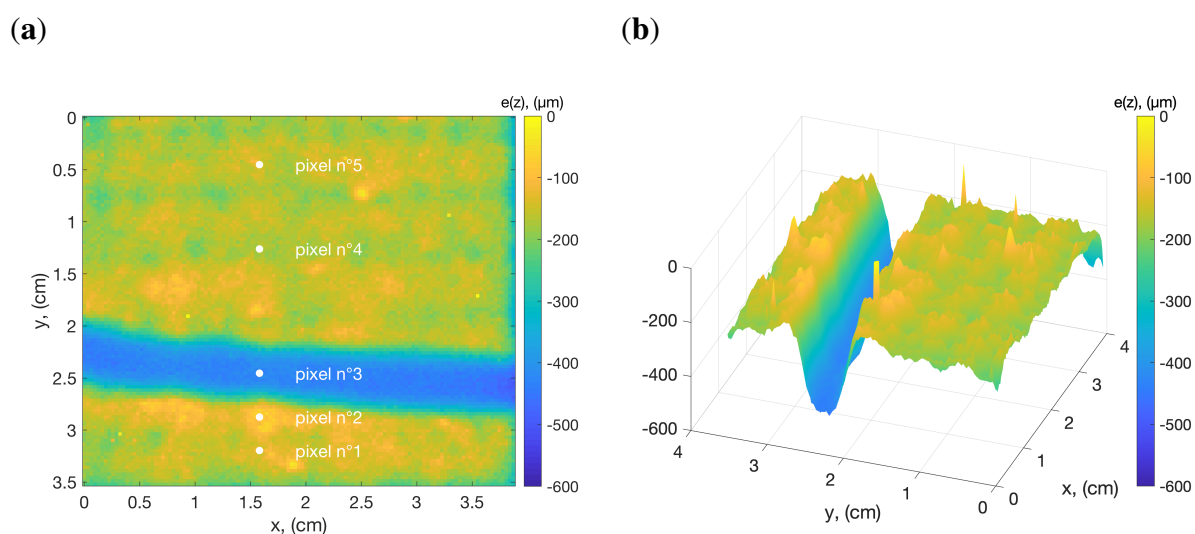 (a)
e(z), (μm)
0
0.5
1
1.5
2
2.5
3
3.5
y, (cm)
pixel n°5
pixel n°4
pixel n°3
pixel n°2
pixel n°1
0 0.5 1 1.5 2 2.5 3 3.5
x, (cm)
0
-100
-200
-300
-400
-500
-600
(b)
e(z), (μm)
0
-200
-400
-600
4 3 2 1 0
y, (cm)
0 1 2 3 4
x, (cm)
0
-100
-200
-300
-400
-500
-600